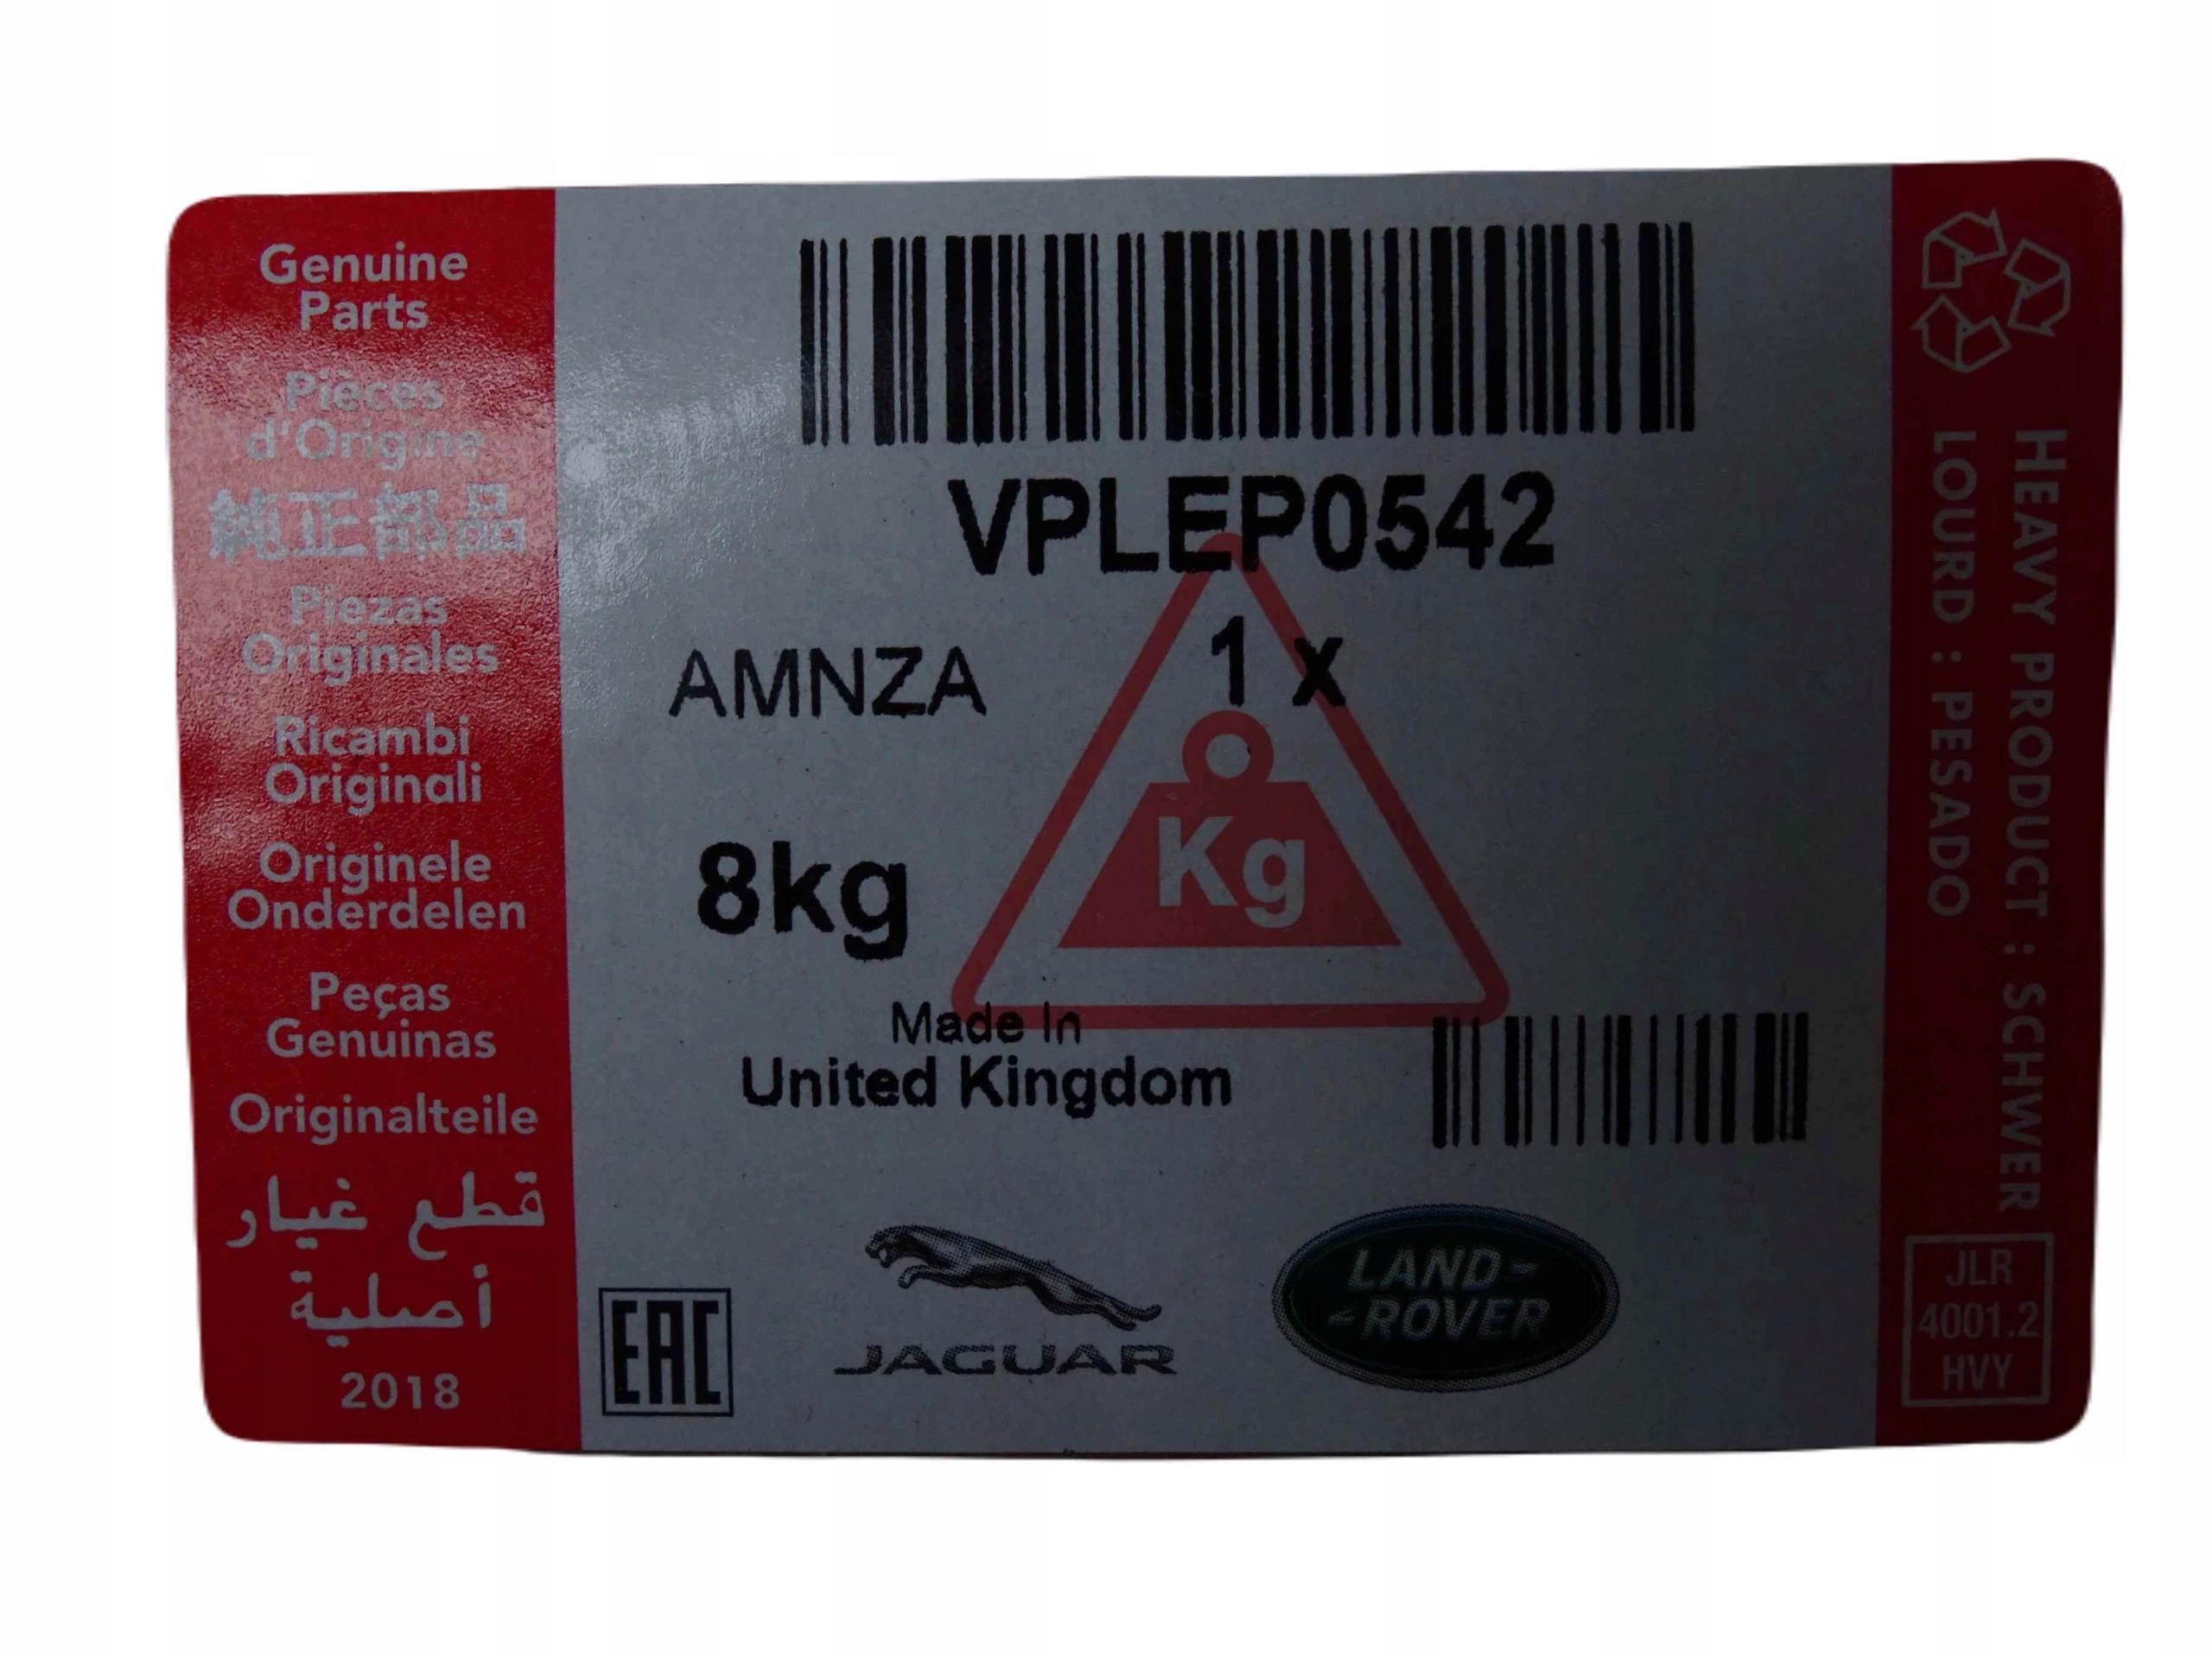 Genuine
Parts
Pièces
d'Origine
純正部品
Piezas
Originales
Ricambi
Originali
Originele
Onderdelen
Peças
Genuinas
Originalteile
قطع غيار
أصلية
2018
VPLEP0542
AMNZA 1 x
8kg
Kg
Made In
United Kingdom
EAC
JAGUAR
LAND-
-ROVER
HEAVY PRODUCT : SCHWER
LOURD : PESADO
JLR
4001.2
HVY